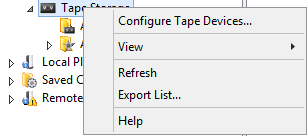 Tape Storage
Configure Tape Devices...
View
Local Pl
Refresh
Saved C
Export List...
Remote
Help